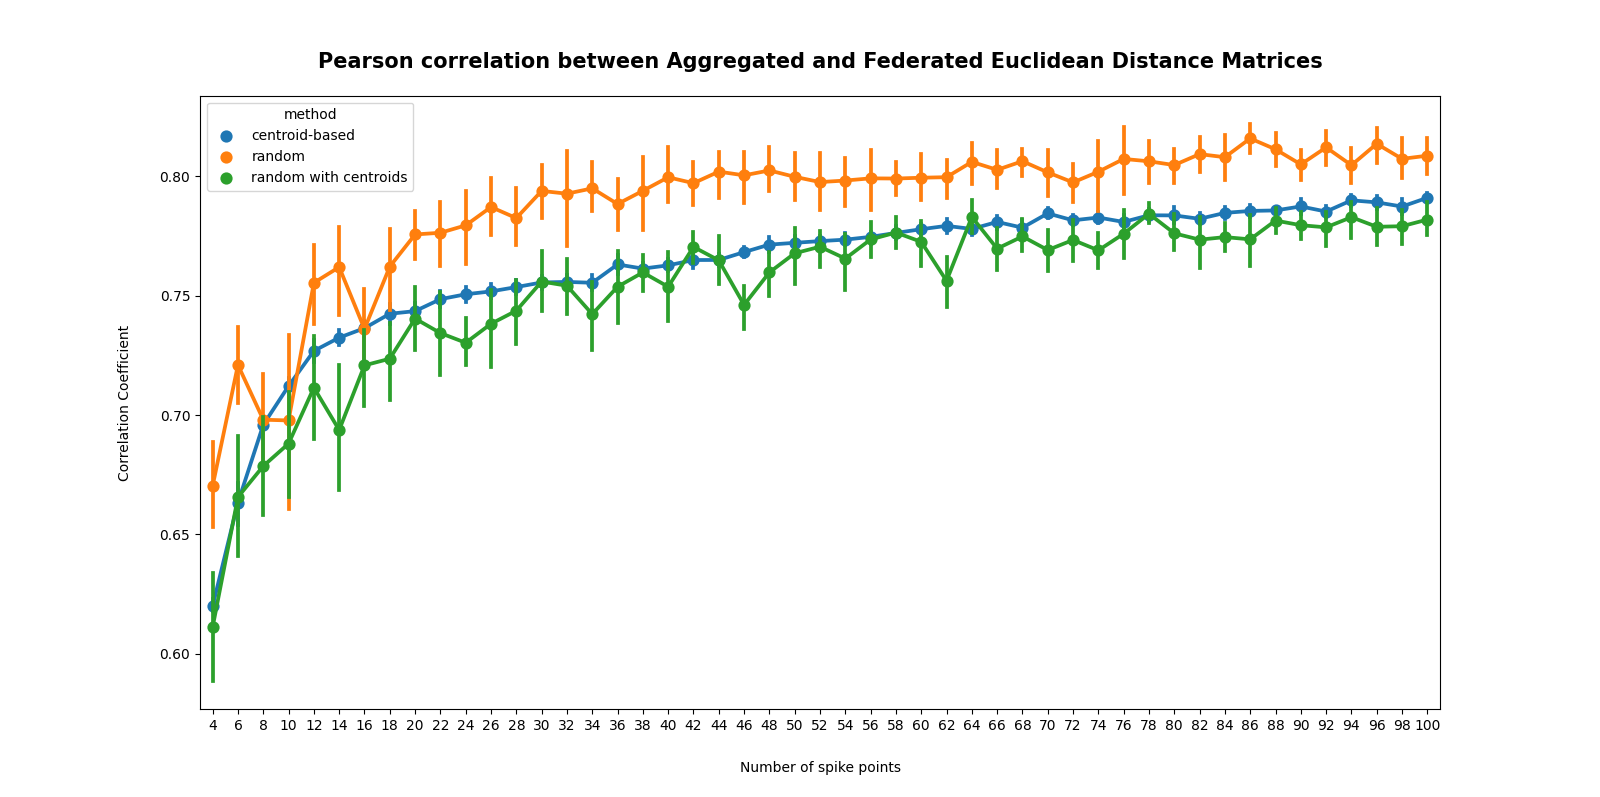 Pearson correlation between Aggregated and Federated Euclidean Distance Matrices
method
centroid-based
random
random with centroids
0.80
0.75
0.70
0.65
0.60
Correlation Coefficient
4 6 8 10 12 14 16 18 20 22 24 26 28 30 32 34 36 38 40 42 44 46 48 50 52 54 56 58 60 62 64 66 68 70 72 74 76 78 80 82 84 86 88 90 92 94 96 98 100
Number of spike points